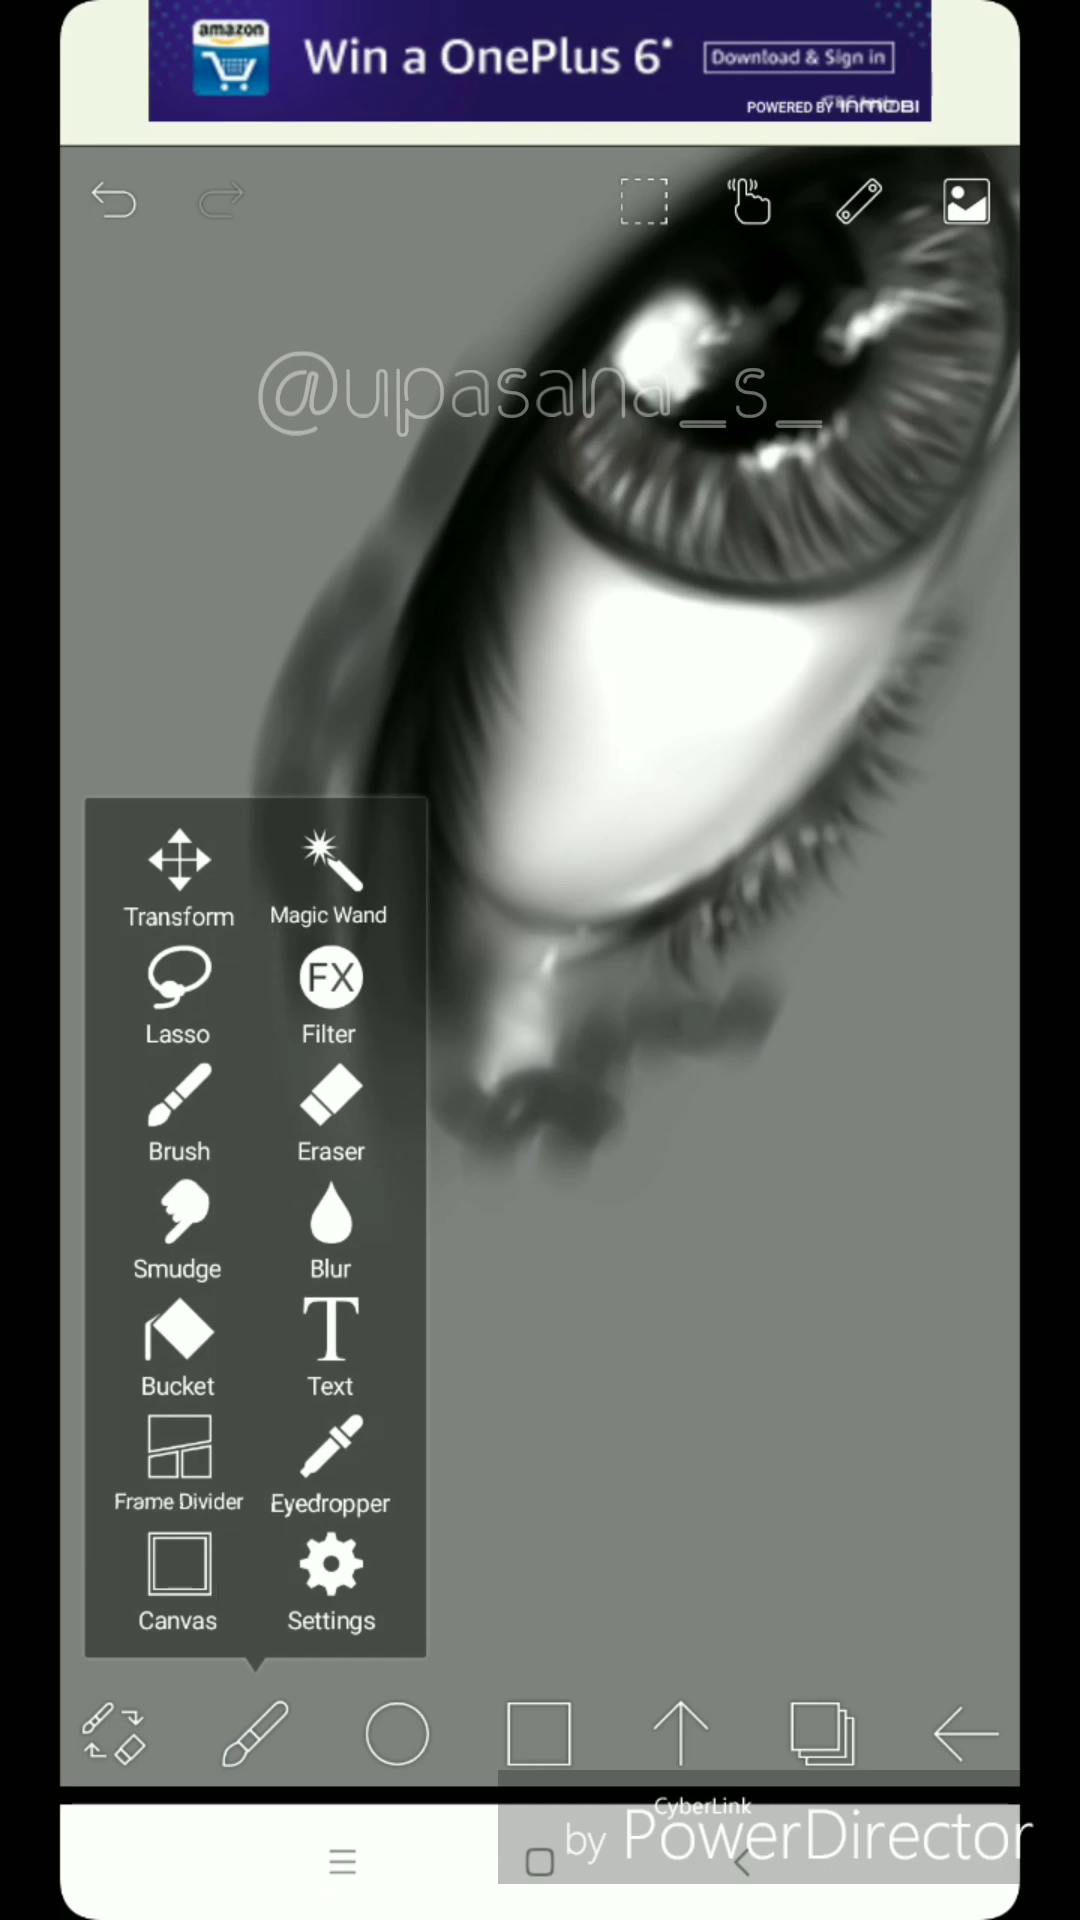 amazon
Win a OnePlus 6*
Download & Sign in
POWERED BY INMOBI
@upasana_s_
Transform
Magic Wand
Lasso
FX
Filter
Brush
Eraser
Smudge
Blur
Bucket
T
Text
Frame Divider
Eyedropper
Canvas
Settings
CyberLink
by PowerDirector